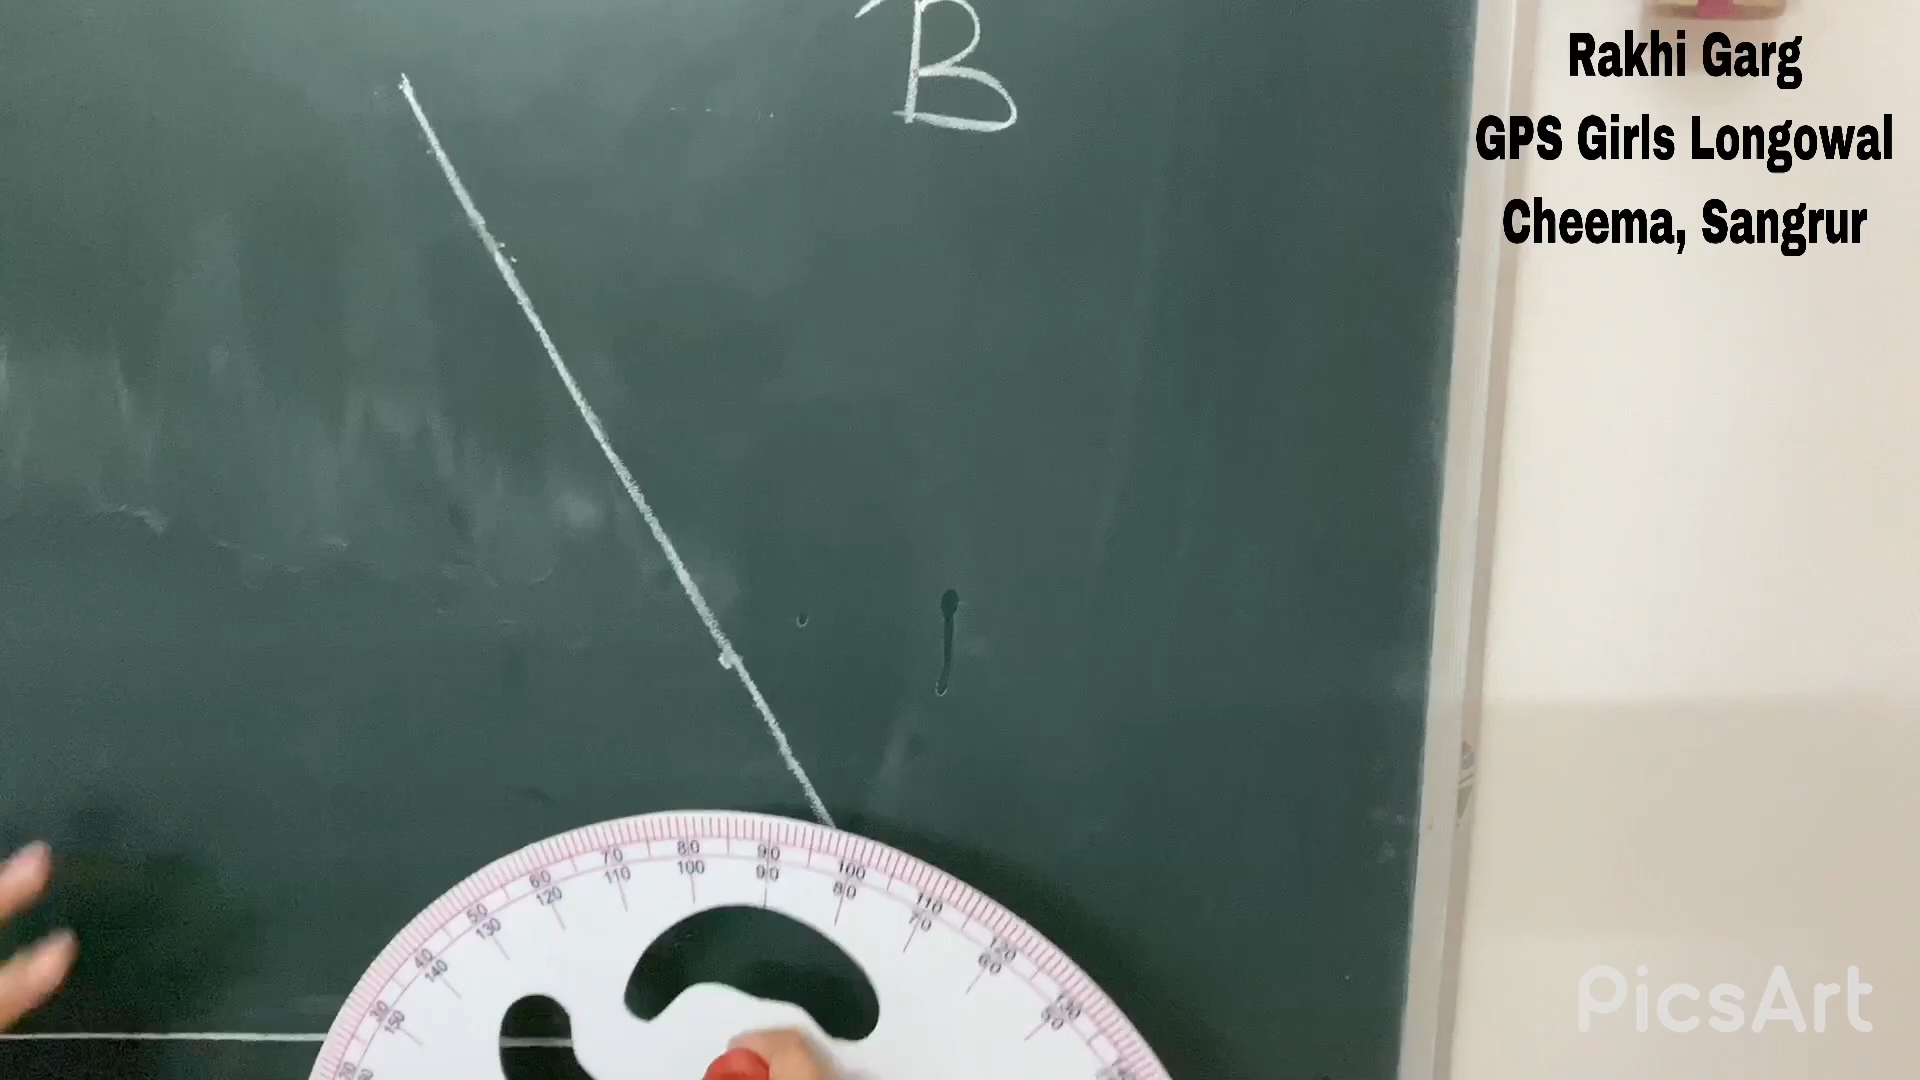 B
Rakhi Garg
GPS Girls Longowal
Cheema, Sangrur
30 40 50 60 70 80 90 100 110 120 130
150 140 130 120 110 100 90 80 70 60 50
PicsArt